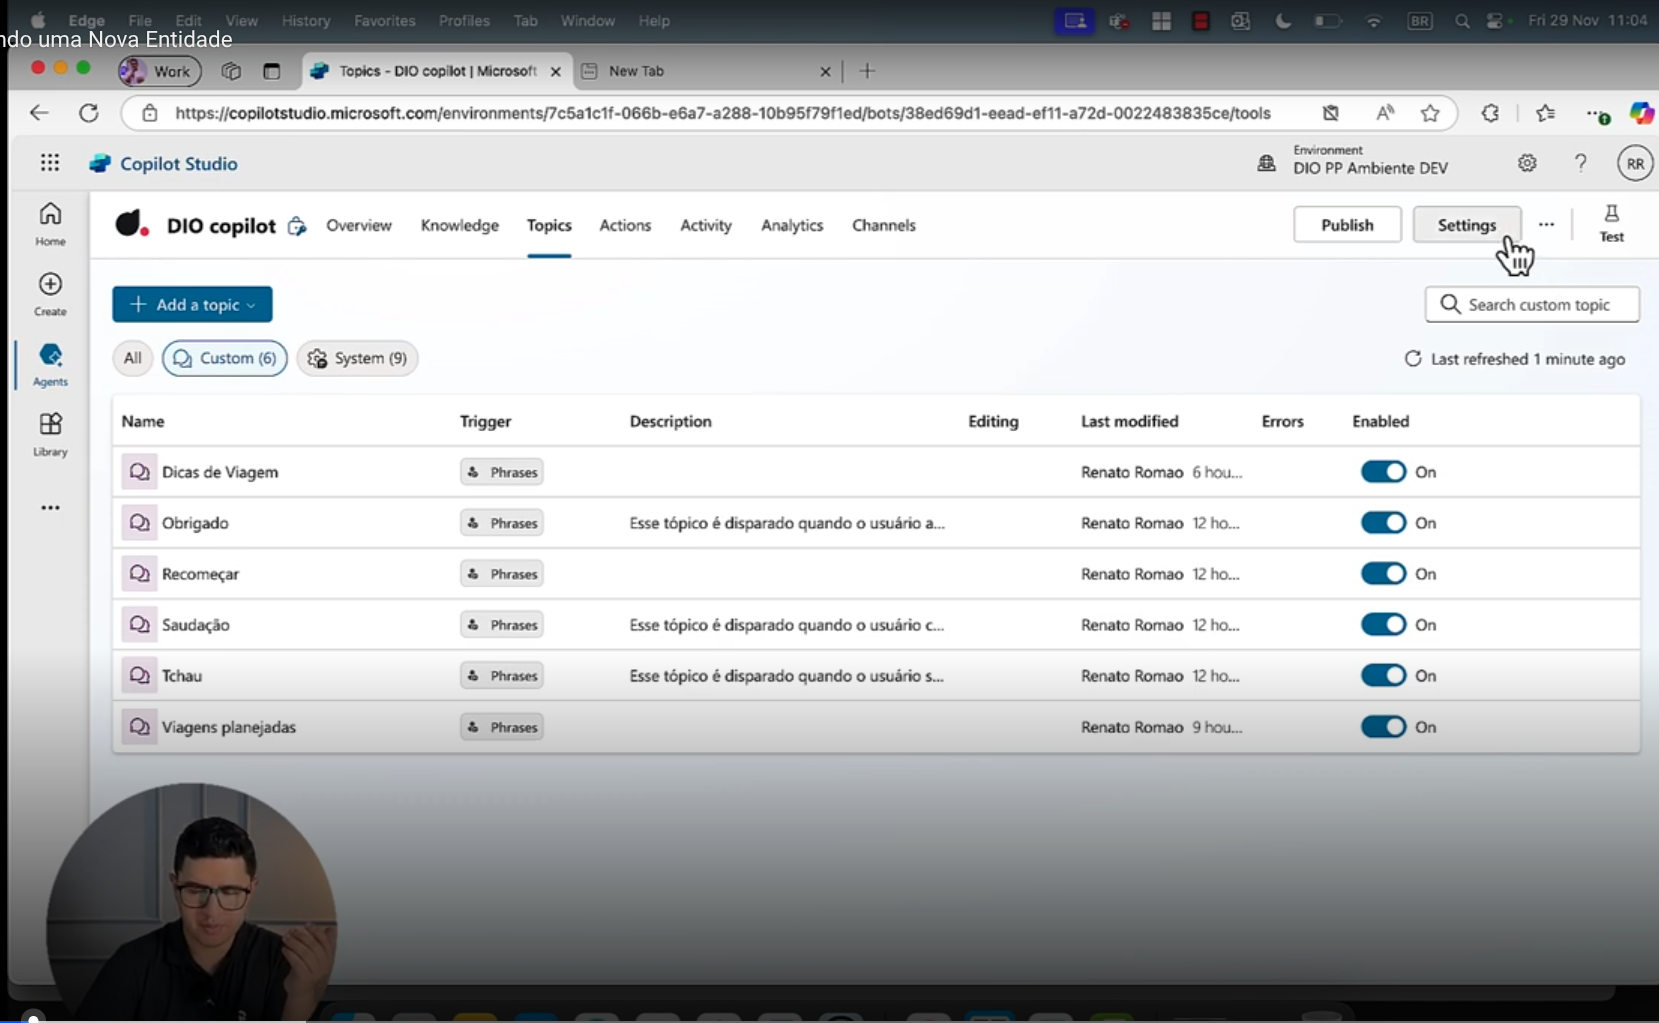 Edge File Edit View History Favorites Profiles Tab Window Help BR Fri 29 Nov 11:04
ndo uma Nova Entidade
Work Topics - DIO copilot | Microsoft New Tab
https://copilotstudio.microsoft.com/environments/7c5a1c1f-066b-e6a7-a288-10b95f79f1ed/bots/38ed69d1-eead-ef11-a72d-0022483835ce/tools
Copilot Studio
Environment
DIO PP Ambiente DEV
RR
Home
Create
Agents
Library
DIO copilot Overview Knowledge Topics Actions Activity Analytics Channels Publish Settings ... Test
+ Add a topic
Search custom topic
All Custom (6) System (9)
Last refreshed 1 minute ago
Name Trigger Description Editing Last modified Errors Enabled
Dicas de Viagem Phrases Renato Romao 6 hou... On
Obrigado Phrases Esse tópico é disparado quando o usuário a... Renato Romao 12 ho... On
Recomeçar Phrases Renato Romao 12 ho... On
Saudação Phrases Esse tópico é disparado quando o usuário c... Renato Romao 12 ho... On
Tchau Phrases Esse tópico é disparado quando o usuário s... Renato Romao 12 ho... On
Viagens planejadas Phrases Renato Romao 9 hou... On